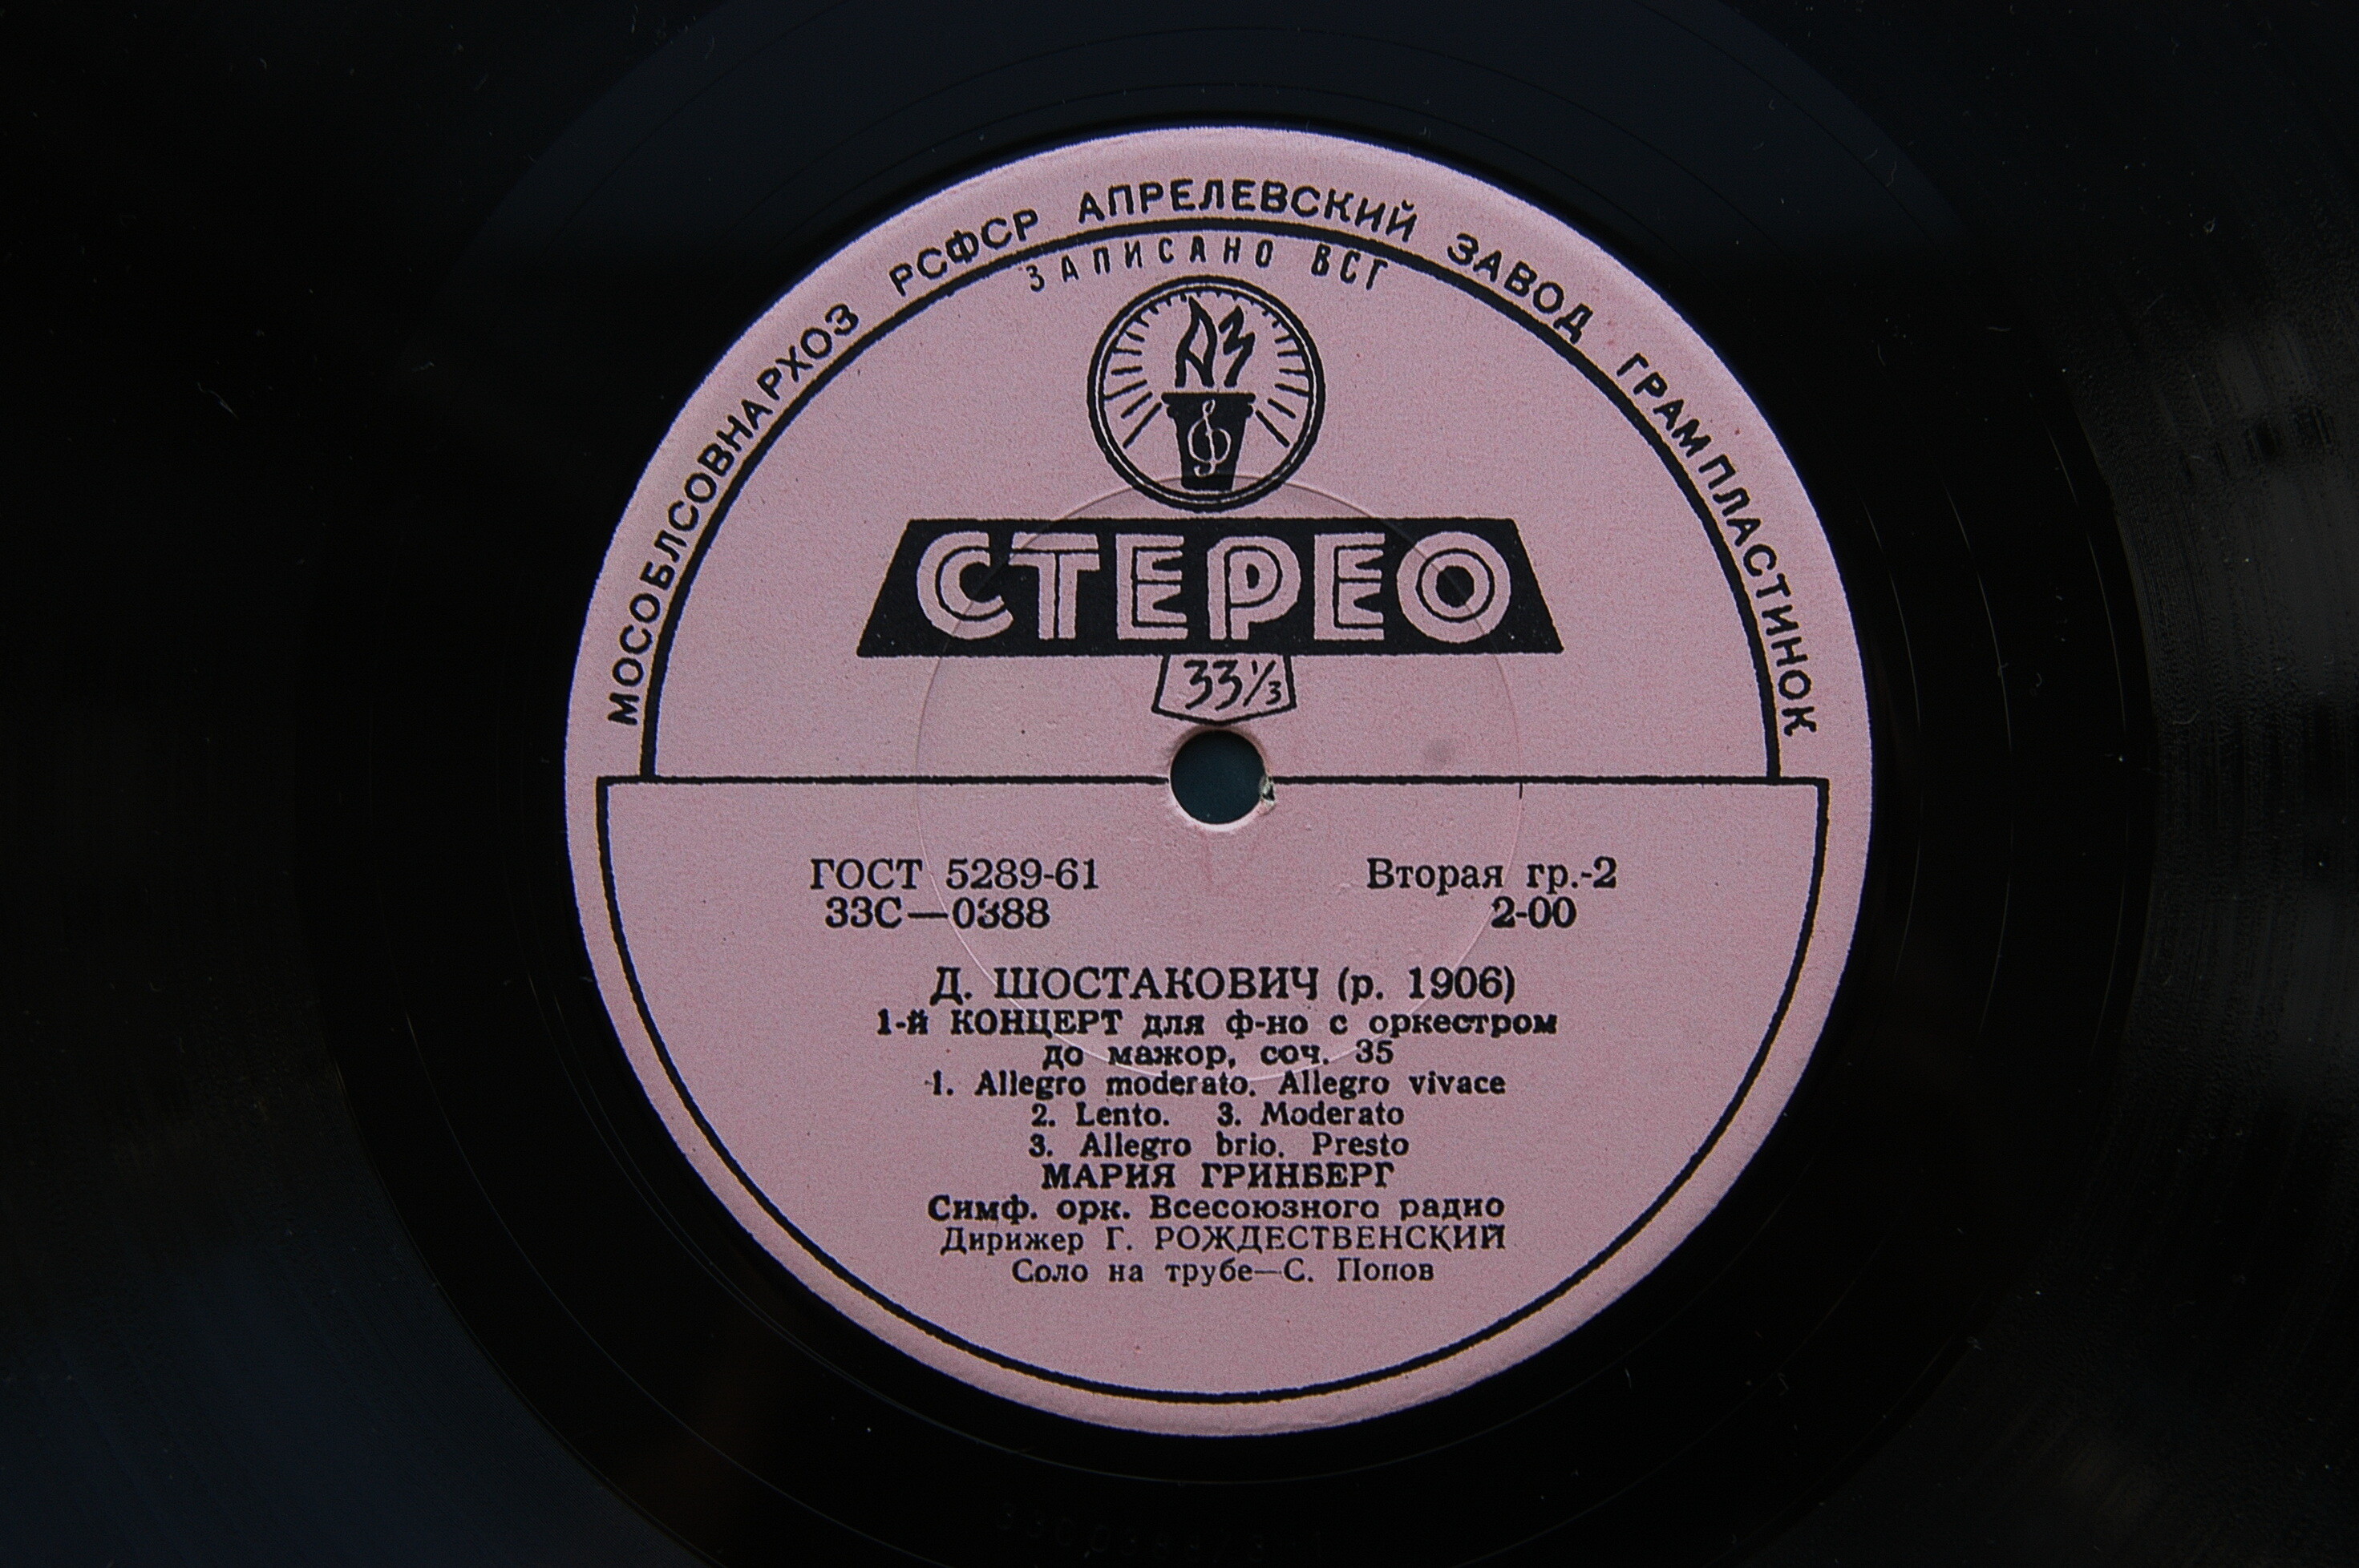 МОСОБЛСОВНАРХОЗ РСФСР АПРЕЛЕВСКИЙ ЗАВОД ГРАМПЛАСТИНОК
ЗАПИСАНО ВСГ
АЗ
СТЕРЕО
33⅓
ГОСТ 5289-61 Вторая гр.-2
33С—0388 2-00
Д. ШОСТАКОВИЧ (р. 1906)
1-й КОНЦЕРТ для ф-но с оркестром
до мажор, соч. 35
1. Allegro moderato. Allegro vivace
2. Lento. 3. Moderato
3. Allegro brio. Presto
МАРИЯ ГРИНБЕРГ
Симф. орк. Всесоюзного радио
Дирижер Г. РОЖДЕСТВЕНСКИЙ
Соло на трубе—С. Попов